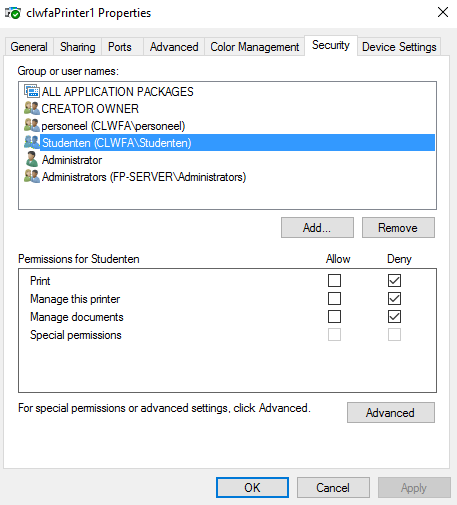 clwfaPrinter1 Properties
General Sharing Ports Advanced Color Management Security Device Settings
Group or user names:
ALL APPLICATION PACKAGES
CREATOR OWNER
personeel (CLWFA\personeel)
Studenten (CLWFA\Studenten)
Administrator
Administrators (FP-SERVER\Administrators)
Add... Remove
Permissions for Studenten Allow Deny
Print
Manage this printer
Manage documents
Special permissions
For special permissions or advanced settings, click Advanced. Advanced
OK Cancel Apply